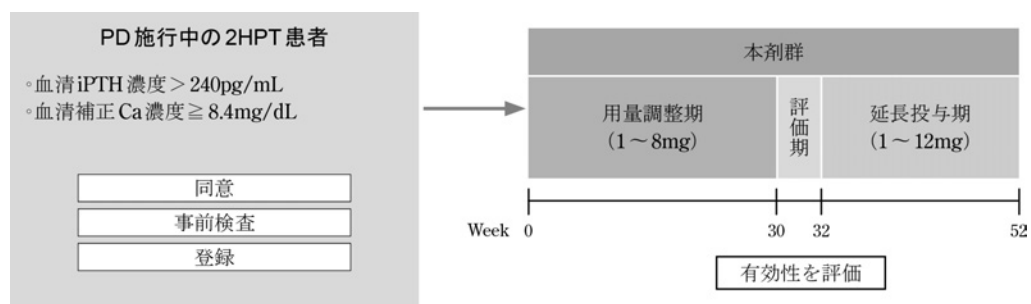 PD施行中の2HPT患者
◦血清iPTH濃度＞240pg/mL
◦血清補正Ca濃度≧8.4mg/dL
同意
事前検査
登録
本剤群
用量調整期
（1～8mg）
評価期
延長投与期
（1～12mg）
Week 0 30 32 52
有効性を評価